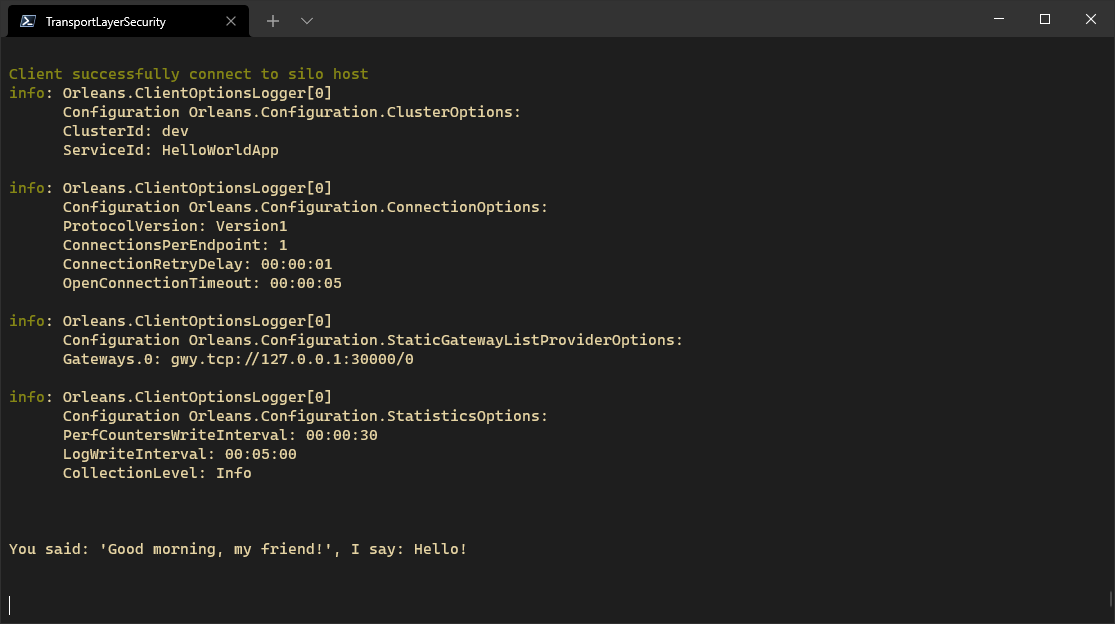 TransportLayerSecurity
Client successfully connect to silo host
info: Orleans.ClientOptionsLogger[0]
Configuration Orleans.Configuration.ClusterOptions:
ClusterId: dev
ServiceId: HelloWorldApp
info: Orleans.ClientOptionsLogger[0]
Configuration Orleans.Configuration.ConnectionOptions:
ProtocolVersion: Version1
ConnectionsPerEndpoint: 1
ConnectionRetryDelay: 00:00:01
OpenConnectionTimeout: 00:00:05
info: Orleans.ClientOptionsLogger[0]
Configuration Orleans.Configuration.StaticGatewayListProviderOptions:
Gateways.0: gwy.tcp://127.0.0.1:30000/0
info: Orleans.ClientOptionsLogger[0]
Configuration Orleans.Configuration.StatisticsOptions:
PerfCountersWriteInterval: 00:00:30
LogWriteInterval: 00:05:00
CollectionLevel: Info
You said: 'Good morning, my friend!', I say: Hello!